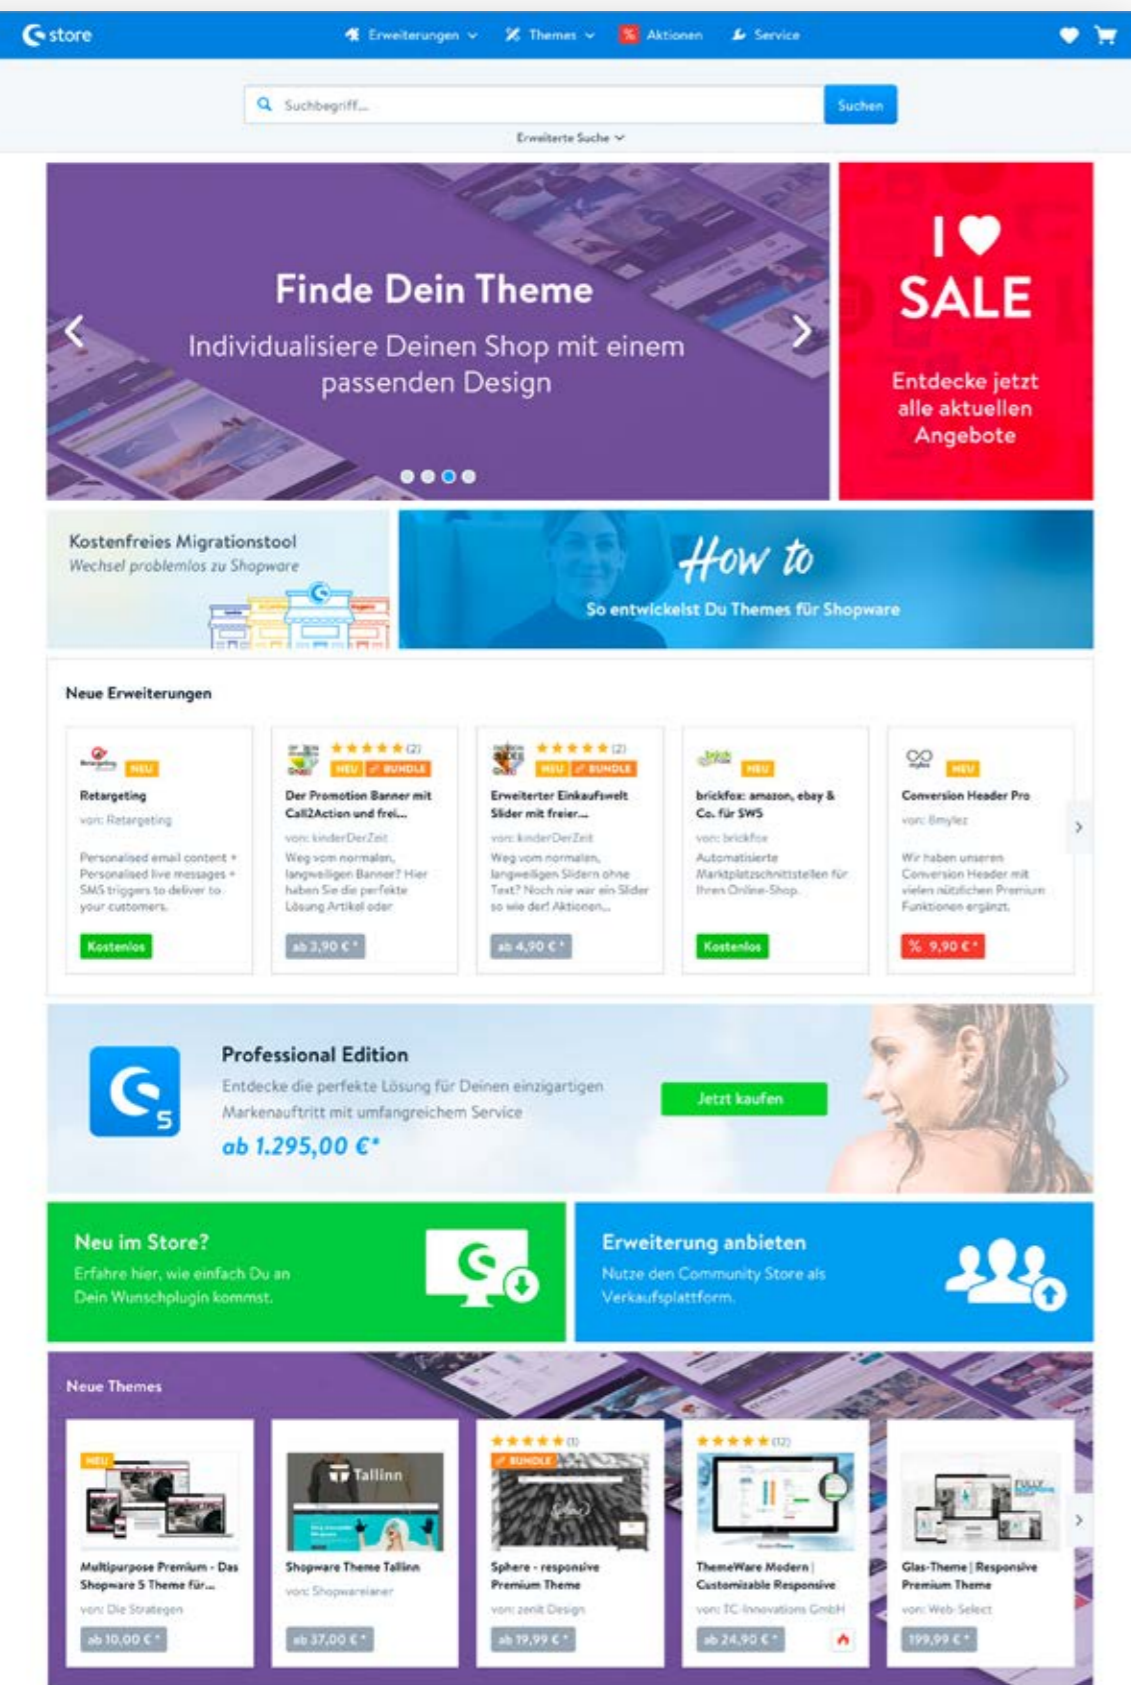 store
Erweiterungen
Themes
% Aktionen
Service
Suchbegriff...
Suchen
Erweiterte Suche
Finde Dein Theme
Individualisiere Deinen Shop mit einem
passenden Design
I ♥
SALE
Entdecke jetzt
alle aktuellen
Angebote
Kostenfreies Migrationstool
Wechsel problemlos zu Shopware
How to
So entwickelst Du Themes für Shopware
Neue Erweiterungen
Retargeting
NEU
Retargeting
von: Retargeting
Personalised email content +
Personalised live messages +
SMS triggers to deliver to
your customers.
Kostenlos
(2)
NEU
BUNDLE
Der Promotion Banner mit
Call2Action und frei...
von: kinderDerZeit
Weg vom normalen,
langweiligen Banner? Hier
haben Sie die perfekte
Lösung Artikel oder
ab 3,90 € *
(2)
NEU
BUNDLE
Erweiterter Einkaufswelt
Slider mit freier...
von: kinderDerZeit
Weg vom normalen,
langweiligen Slidern ohne
Text? Noch nie war ein Slider
so wie der! Aktionen...
ab 4,90 € *
NEU
brickfox: amazon, ebay &
Co. für SW5
von: brickfox
Automatisierte
Marktplatzschnittstellen für
Ihren Online-Shop.
Kostenlos
NEU
Conversion Header Pro
von: 8mylez
Wir haben unseren
Conversion Header mit
vielen nützlichen Premium
Funktionen ergänzt.
% 9,90 € *
5
Professional Edition
Entdecke die perfekte Lösung für Deinen einzigartigen
Markenauftritt mit umfangreichem Service
ab 1.295,00 €*
Jetzt kaufen
Neu im Store?
Erfahre hier, wie einfach Du an
Dein Wunschplugin kommst.
Erweiterung anbieten
Nutze den Community Store als
Verkaufsplattform.
Neue Themes
NEU
Multipurpose Premium - Das
Shopware 5 Theme für...
von: Die Strategen
ab 10,00 € *
Tallinn
Shopware Theme Tallinn
von: Shopwareianer
ab 37,00 € *
(1)
BUNDLE
Sphere - responsive
Premium Theme
von: zenit Design
ab 19,99 € *
(12)
ThemeWare Modern |
Customizable Responsive
von: TC-Innovations GmbH
ab 24,90 € *
FULLY
Glas-Theme | Responsive
Premium Theme
von: Web-Select
199,99 € *